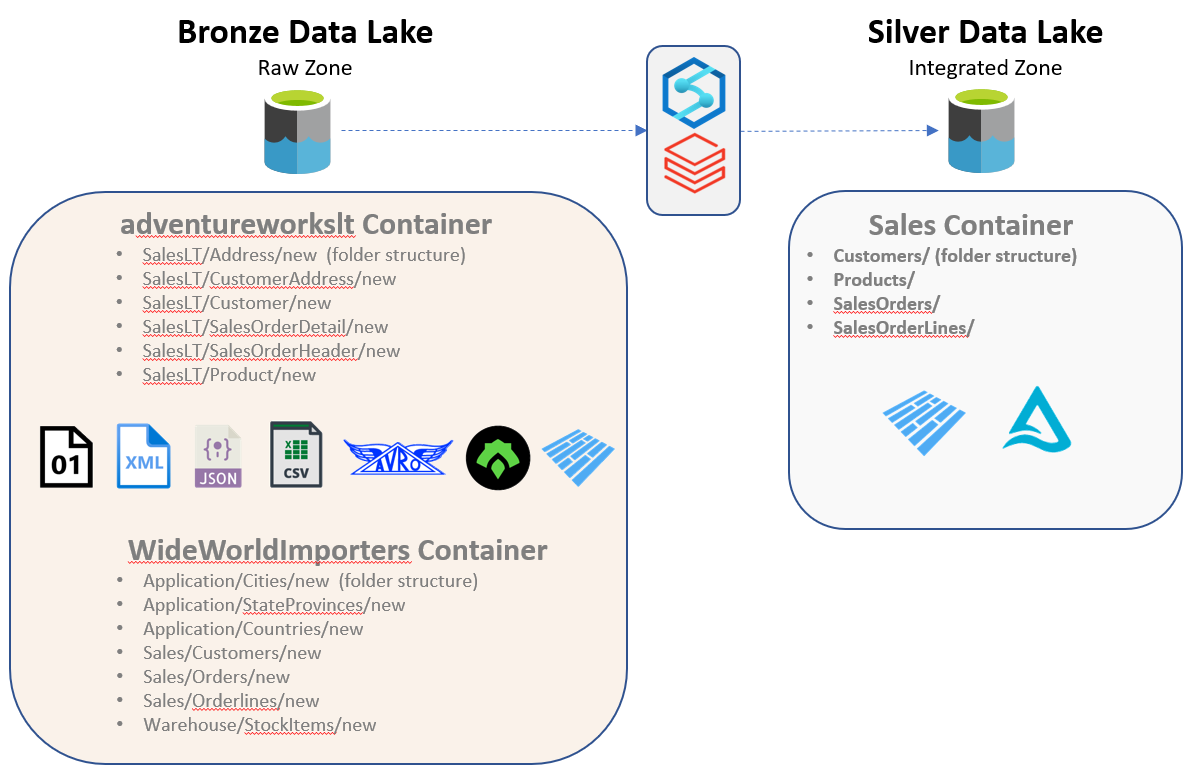 Bronze Data Lake
Raw Zone
Silver Data Lake
Integrated Zone
adventureworkslt Container
• SalesLT/Address/new (folder structure)
• SalesLT/CustomerAddress/new
• SalesLT/Customer/new
• SalesLT/SalesOrderDetail/new
• SalesLT/SalesOrderHeader/new
• SalesLT/Product/new
01
XML
{•}
JSON
X
CSV
AVRO
WideWorldImporters Container
• Application/Cities/new (folder structure)
• Application/StateProvinces/new
• Application/Countries/new
• Sales/Customers/new
• Sales/Orders/new
• Sales/Orderlines/new
• Warehouse/StockItems/new
Sales Container
• Customers/ (folder structure)
• Products/
• SalesOrders/
• SalesOrderLines/